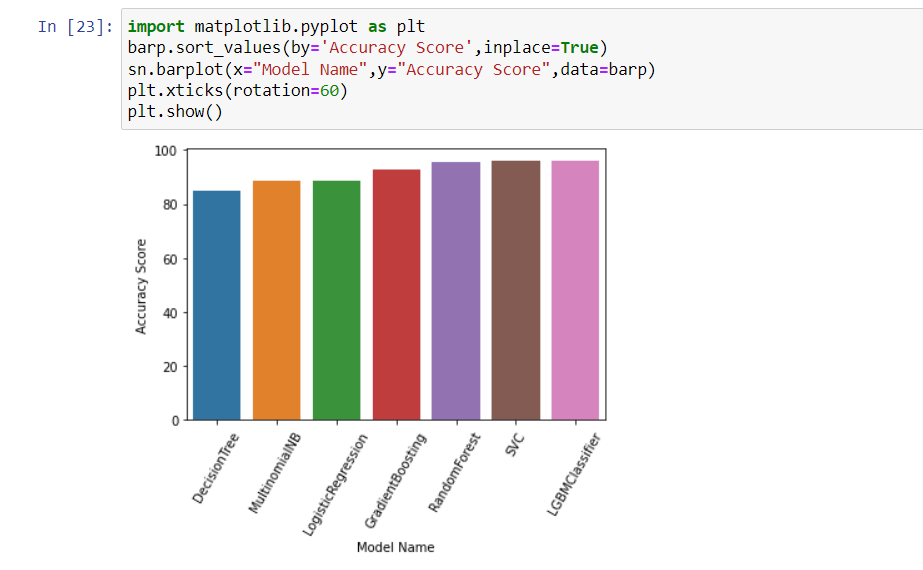 In [23]: import matplotlib.pyplot as plt
barp.sort_values(by='Accuracy Score',inplace=True)
sn.barplot(x="Model Name",y="Accuracy Score",data=barp)
plt.xticks(rotation=60)
plt.show()
100
80
60
40
20
0
Accuracy Score
DecisionTree
MultinomialNB
LogisticRegression
GradientBoosting
RandomForest
SVC
LGBMClassifier
Model Name